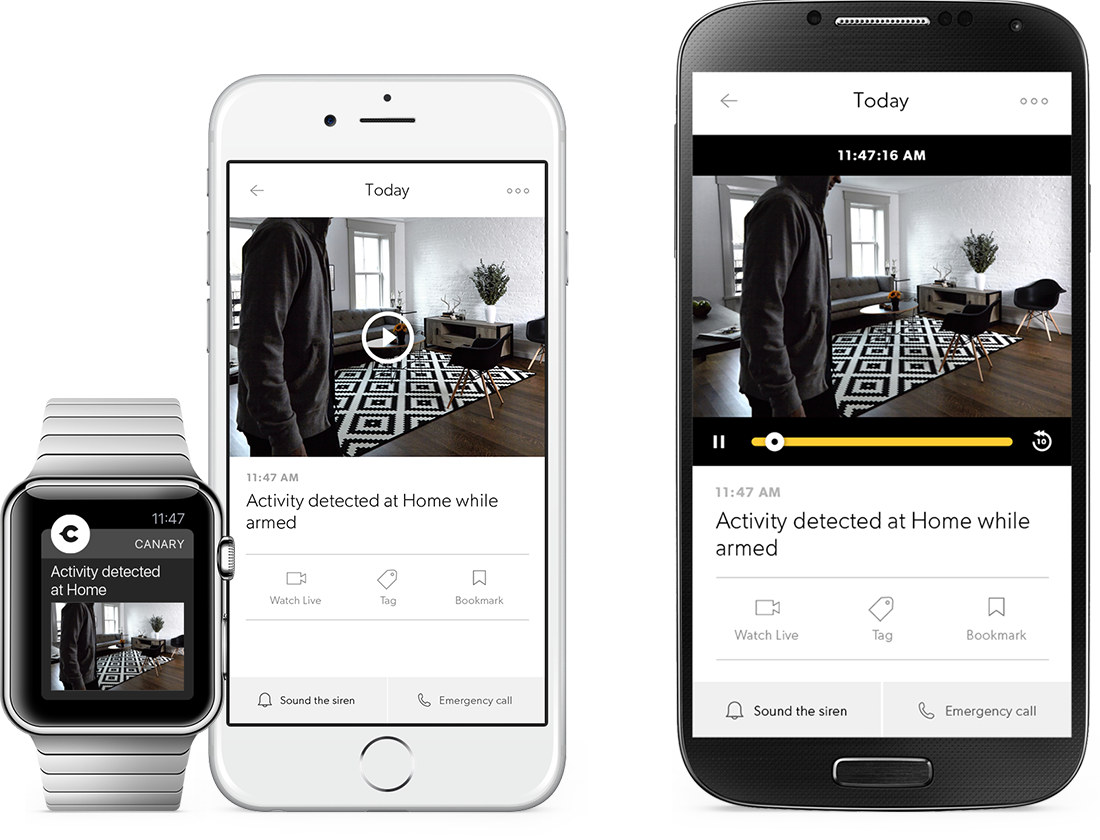 11:47
CANARY
Activity detected
at Home
Today
11:47 AM
Activity detected at Home while
armed
Watch Live
Tag
Bookmark
Sound the siren
Emergency call
Today
11:47:16 AM
10
11:47 AM
Activity detected at Home while
armed
Watch Live
Tag
Bookmark
Sound the siren
Emergency call